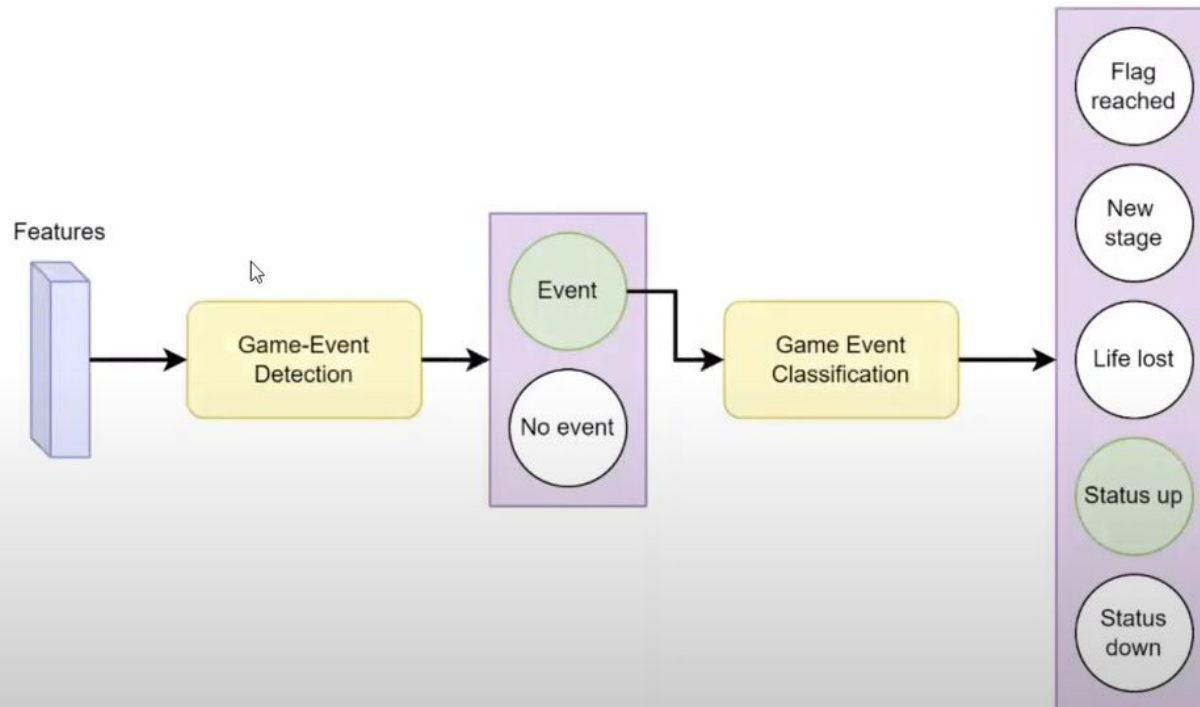 Features
Game-Event
Detection
Event
No event
Game Event
Classification
Flag
reached
New
stage
Life lost
Status up
Status
down